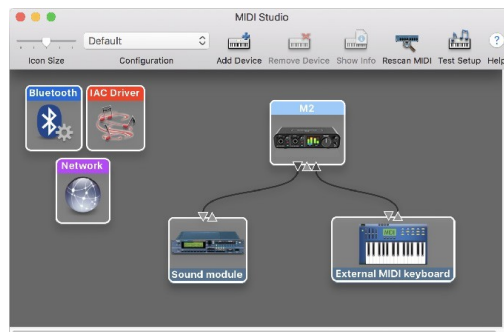 MIDI Studio
Default
Icon Size
Configuration
Add Device
Remove Device
Show Info
Rescan MIDI
Test Setup
Help
?
Bluetooth
IAC Driver
M2
Network
Sound module
External MIDI keyboard